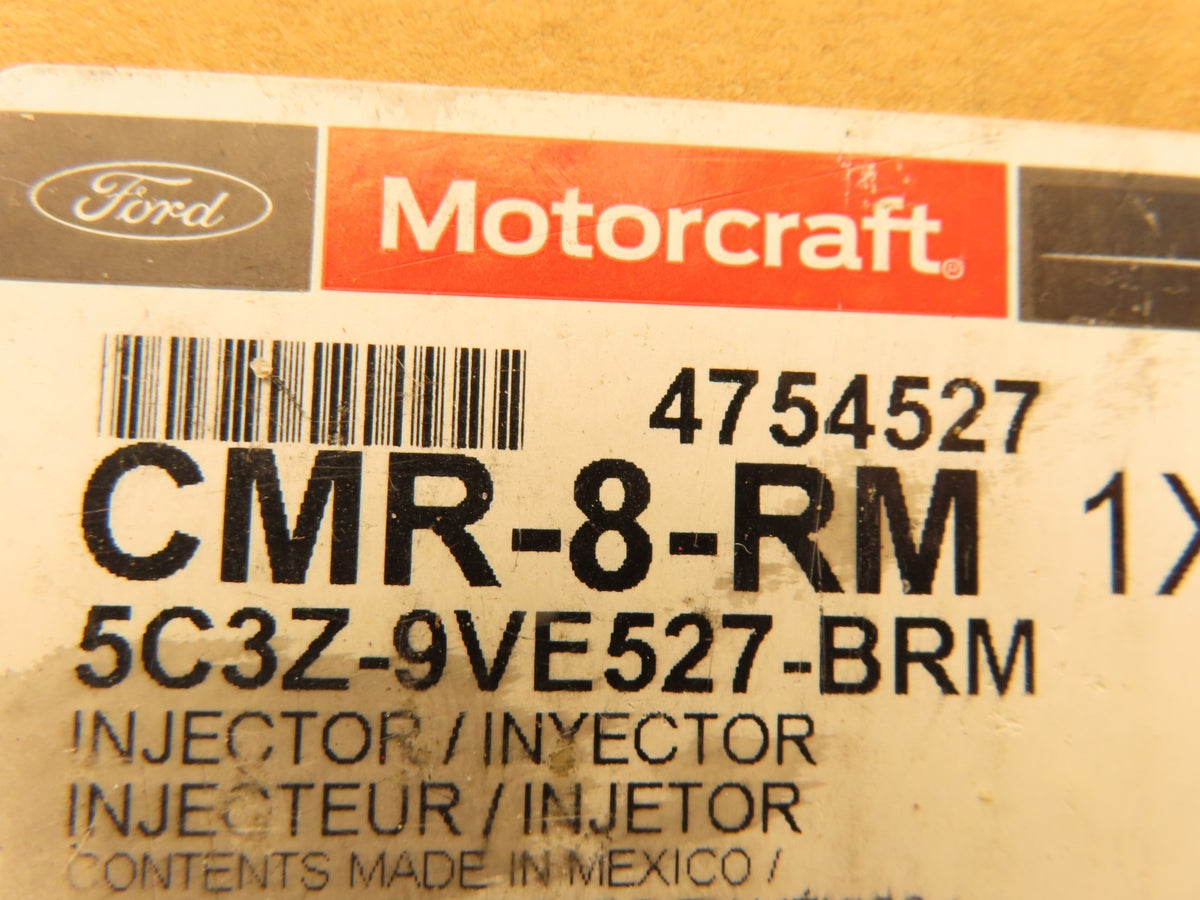 Ford Motorcraft®
4754527
CMR-8-RM 1X
5C3Z-9VE527-BRM
INJECTOR / INYECTOR
INJECTEUR / INJETOR
CONTENTS MADE IN MEXICO /